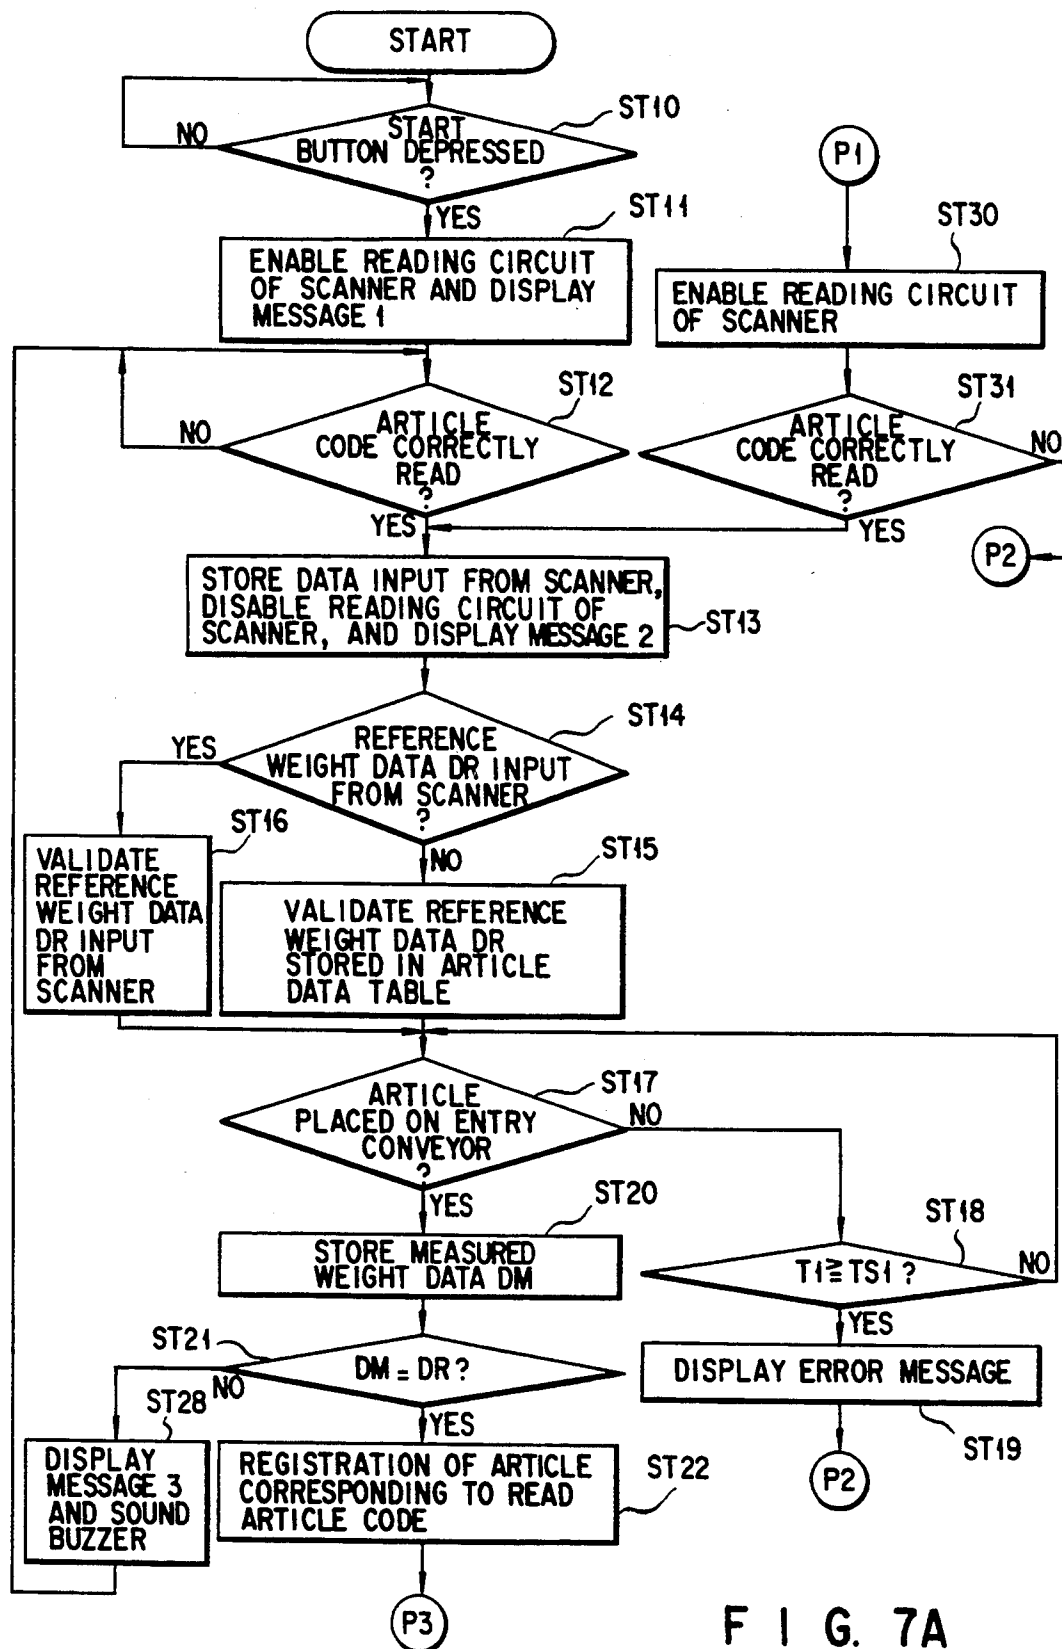 START
ST10
NO
START
BUTTON DEPRESSED
?
YES
ST11
ENABLE READING CIRCUIT
OF SCANNER AND DISPLAY
MESSAGE 1
P1
ST30
ENABLE READING CIRCUIT
OF SCANNER
ST12
NO
ARTICLE
CODE CORRECTLY
READ
?
YES
ST31
ARTICLE
CODE CORRECTLY
READ
?
NO
YES
P2
STORE DATA INPUT FROM SCANNER,
DISABLE READING CIRCUIT OF
SCANNER, AND DISPLAY MESSAGE 2
ST13
ST14
YES
REFERENCE
WEIGHT DATA DR INPUT
FROM SCANNER
?
NO
ST16
VALIDATE
REFERENCE
WEIGHT DATA
DR INPUT
FROM
SCANNER
ST15
VALIDATE REFERENCE
WEIGHT DATA DR
STORED IN ARTICLE
DATA TABLE
ST17
ARTICLE
PLACED ON ENTRY
CONVEYOR
?
NO
YES
ST20
STORE MEASURED
WEIGHT DATA DM
ST18
T1≧TS1 ?
NO
YES
DISPLAY ERROR MESSAGE
ST19
P2
ST21
DM = DR ?
NO
YES
ST28
DISPLAY
MESSAGE 3
AND SOUND
BUZZER
REGISTRATION OF ARTICLE
CORRESPONDING TO READ
ARTICLE CODE
ST22
P3
FIG. 7A